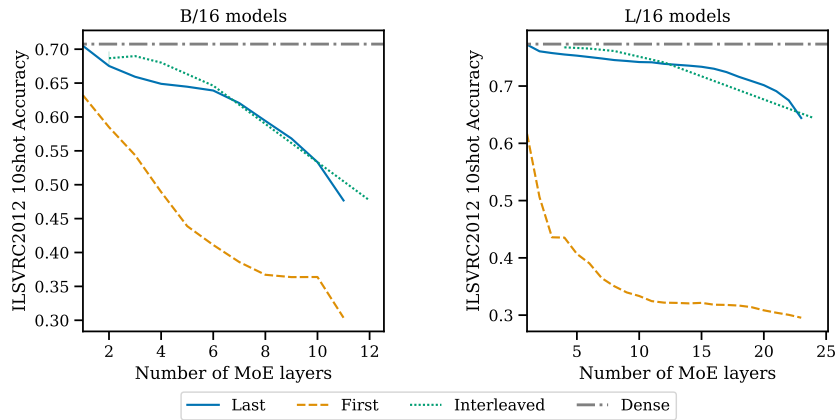 B/16 models
L/16 models
ILSVRC2012 10shot Accuracy
0.70
0.65
0.60
0.55
0.50
0.45
0.40
0.35
0.30
2 4 6 8 10 12
Number of MoE layers
ILSVRC2012 10shot Accuracy
0.7
0.6
0.5
0.4
0.3
5 10 15 20 25
Number of MoE layers
Last First Interleaved Dense